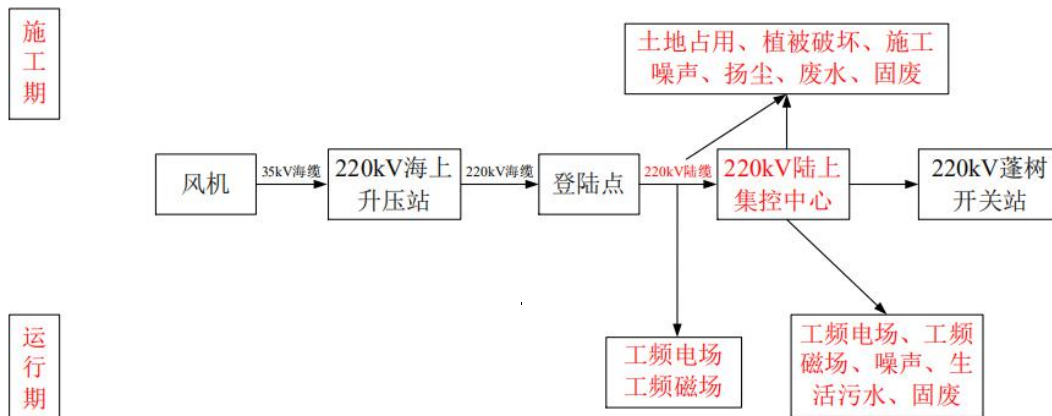 施
工
期
土地占用、植被破坏、施工
噪声、扬尘、废水、固废
风机
35kV海缆
220kV海上
升压站
220kV海缆
登陆点
220kV陆缆
220kV陆上
集控中心
220kV蓬树
开关站
运
行
期
工频电场
工频磁场
工频电场、工频
磁场、噪声、生
活污水、固废